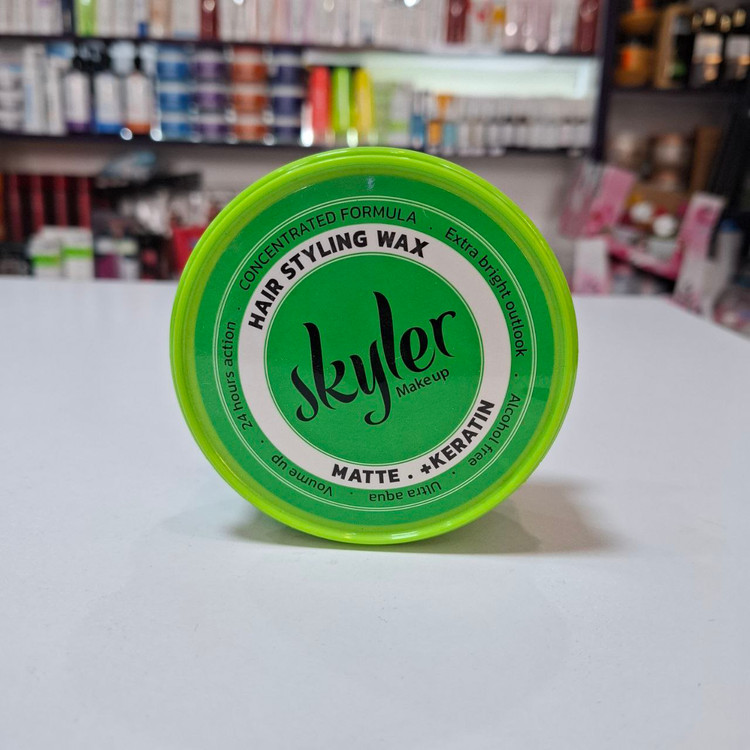 CONCENTRATED FORMULA · Extra bright outlook · Alcohol free · Ultra aqua · Voume up · 24 hours action ·
HAIR STYLING WAX
skyler
Makeup
MATTE . +KERATIN